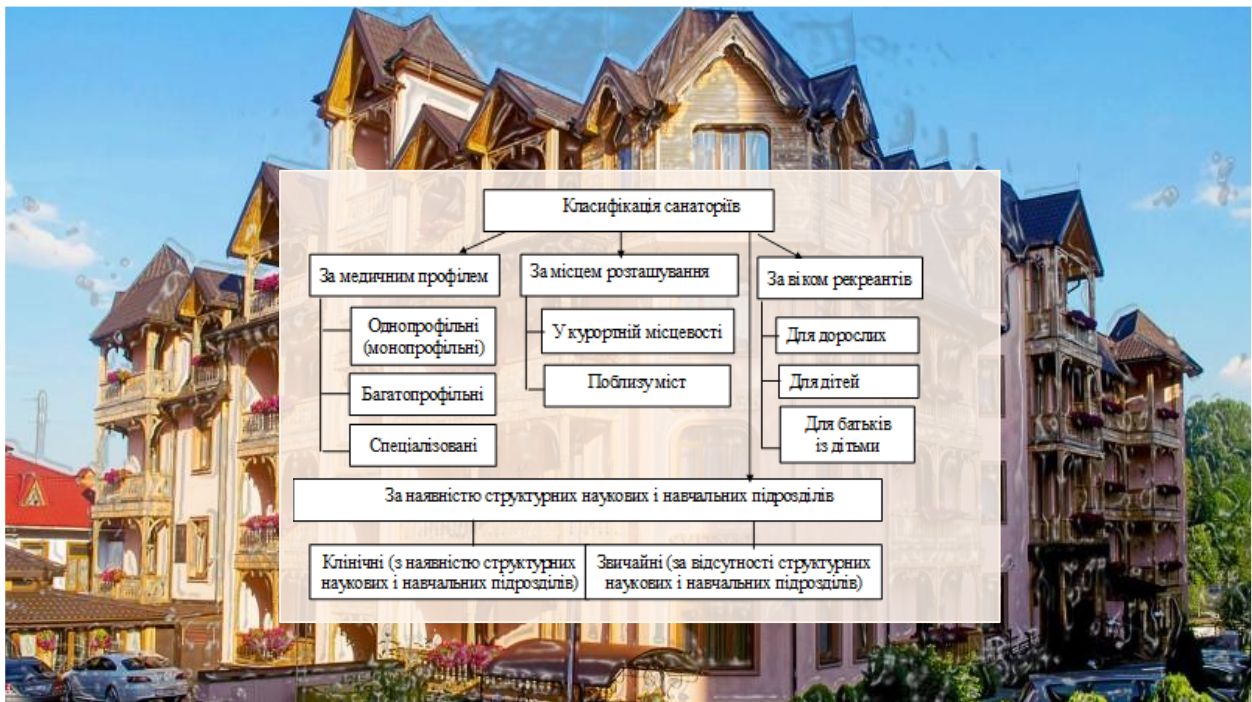 Класифікація санаторіїв
За медичним профілем
Однопрофільні
(монопрофільні)
Багатопрофільні
Спеціалізовані
За місцем розташування
У курортній місцевості
Поблизу міст
За віком рекреантів
Для дорослих
Для дітей
Для батьків
із дітьми
За наявністю структурних наукових і навчальних підрозділів
Клінічні (з наявністю структурних
наукових і навчальних підрозділів)
Звичайні (за відсутності структурних
наукових і навчальних підрозділів)